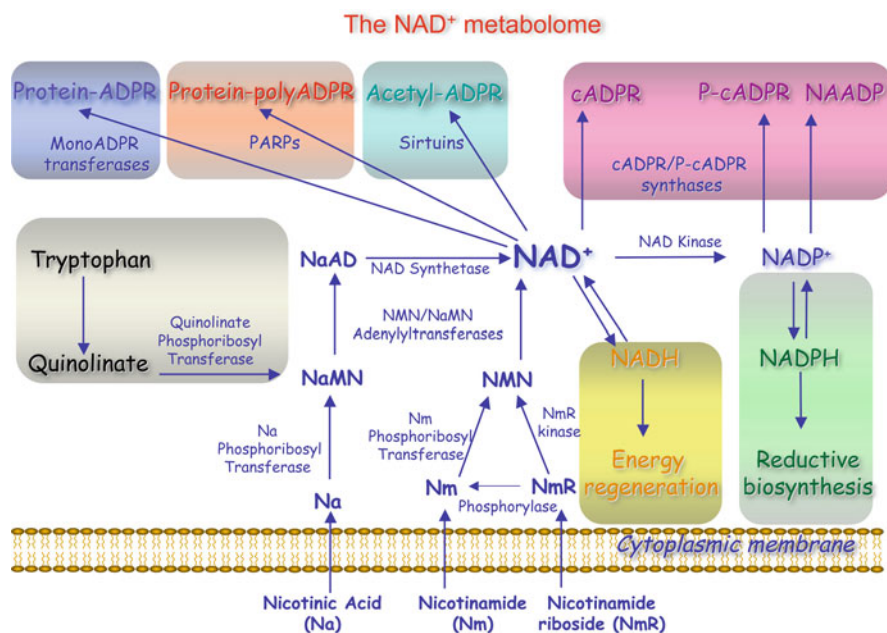 The NAD⁺ metabolome
Protein-ADPR
Protein-polyADPR
Acetyl-ADPR
cADPR
P-cADPR
NAADP
MonoADPR
transferases
PARPs
Sirtuins
cADPR/P-cADPR
synthases
Tryptophan
NaAD
NAD Synthetase
NAD⁺
NAD Kinase
NADP⁺
Quinolinate
Phosphoribosyl
Transferase
NMN/NaMN
Adenylyltransferases
Quinolinate
NaMN
NMN
NADH
NADPH
Na
Phosphoribosyl
Transferase
Nm
Phosphoribosyl
Transferase
NmR
kinase
Energy
regeneration
Reductive
biosynthesis
Na
Nm
NmR
Phosphorylase
Cytoplasmic membrane
Nicotinic Acid
(Na)
Nicotinamide
(Nm)
Nicotinamide
riboside (NmR)